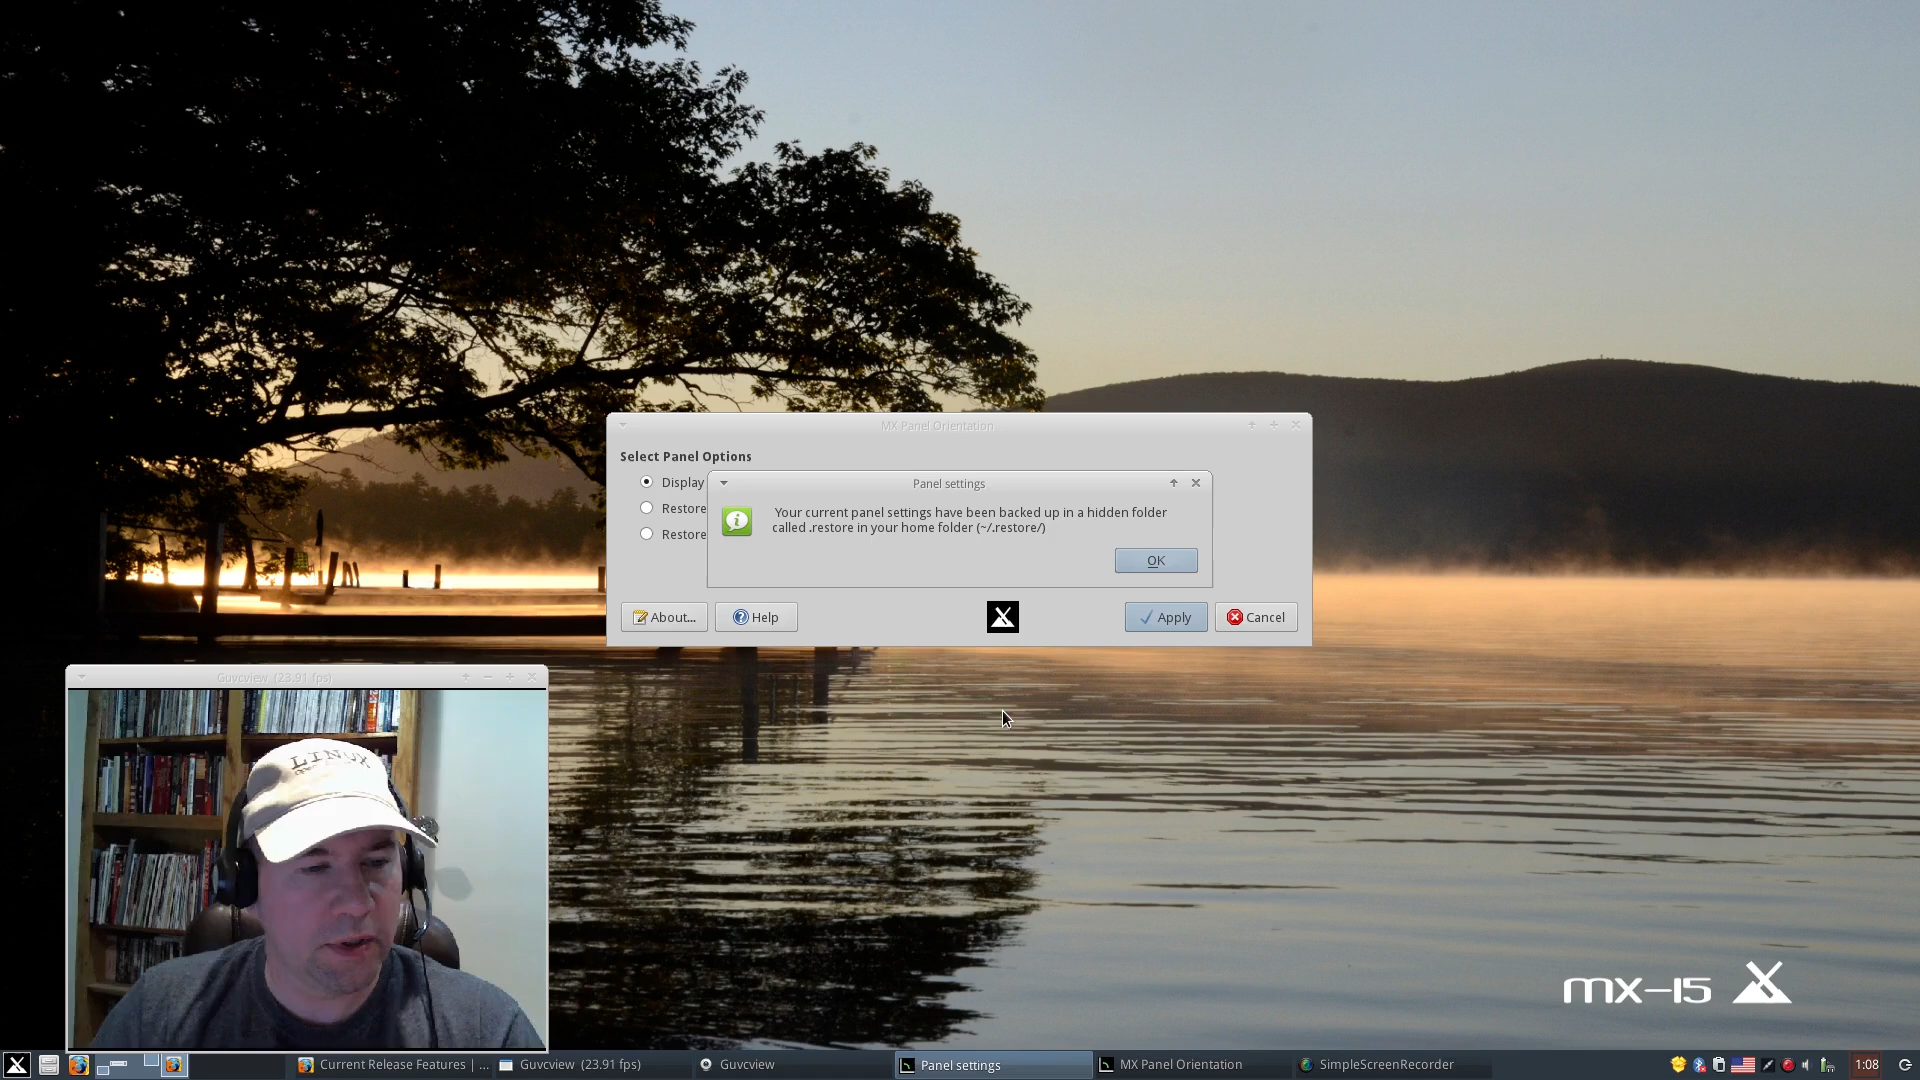 MX Panel Orientation
Select Panel Options
Display
Restore
Restore
Panel settings
Your current panel settings have been backed up in a hidden folder
called .restore in your home folder (~/.restore/)
OK
About...
Help
Apply
Cancel
Guvcview (23.91 fps)
LINUX
mx-15
Current Release Features | ...
Guvcview (23.91 fps)
Guvcview
Panel settings
MX Panel Orientation
SimpleScreenRecorder
1:08